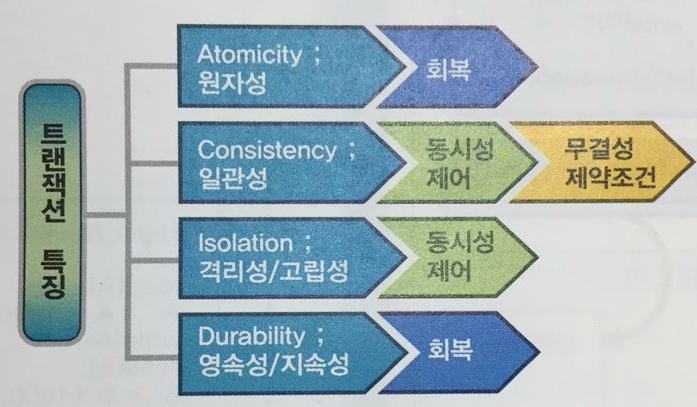 트랜잭션 특징
Atomicity ;
원자성
회복
Consistency ;
일관성
동시성
제어
무결성
제약조건
Isolation ;
격리성/고립성
동시성
제어
Durability ;
영속성/지속성
회복